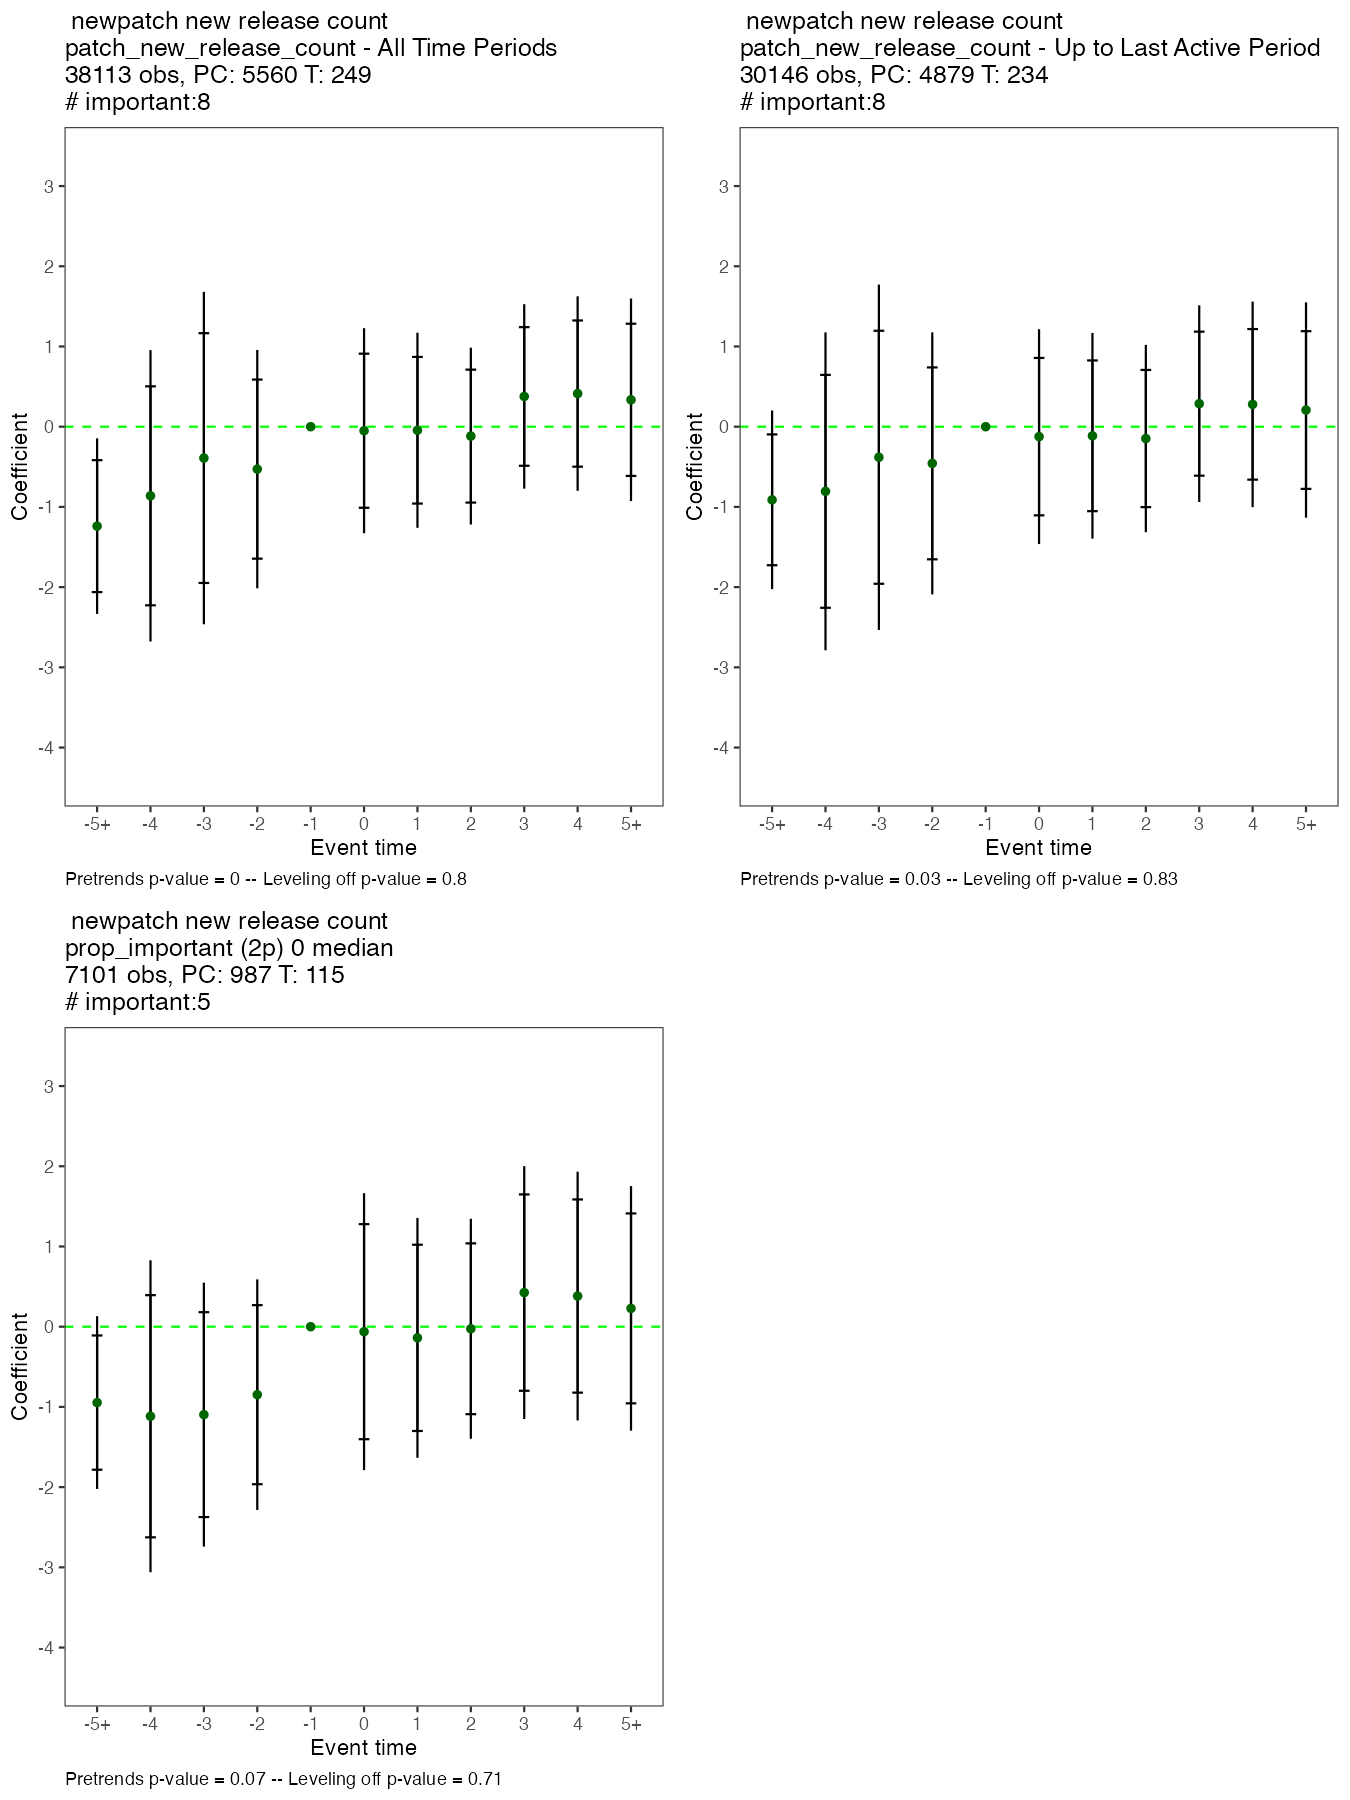 newpatch new release count
patch_new_release_count - All Time Periods
38113 obs, PC: 5560 T: 249
# important:8
3
2
1
0
-1
-2
-3
-4
Coefficient
-5+ -4 -3 -2 -1 0 1 2 3 4 5+
Event time
Pretrends p-value = 0 -- Leveling off p-value = 0.8
newpatch new release count
patch_new_release_count - Up to Last Active Period
30146 obs, PC: 4879 T: 234
# important:8
3
2
1
0
-1
-2
-3
-4
Coefficient
-5+ -4 -3 -2 -1 0 1 2 3 4 5+
Event time
Pretrends p-value = 0.03 -- Leveling off p-value = 0.83
newpatch new release count
prop_important (2p) 0 median
7101 obs, PC: 987 T: 115
# important:5
3
2
1
0
-1
-2
-3
-4
Coefficient
-5+ -4 -3 -2 -1 0 1 2 3 4 5+
Event time
Pretrends p-value = 0.07 -- Leveling off p-value = 0.71